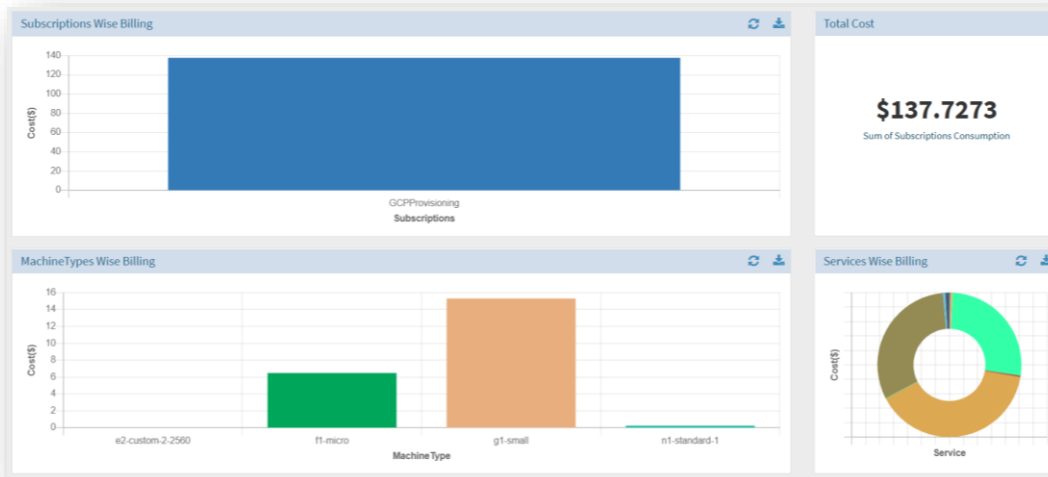 Subscriptions Wise Billing
Cost($)
140
120
100
80
60
40
20
0
GCPProvisioning
Subscriptions
Total Cost
$137.7273
Sum of Subscriptions Consumption
MachineTypes Wise Billing
Cost($)
16
14
12
10
8
6
4
2
0
e2-custom-2-2560
f1-micro
g1-small
n1-standard-1
MachineType
Services Wise Billing
Cost($)
Service